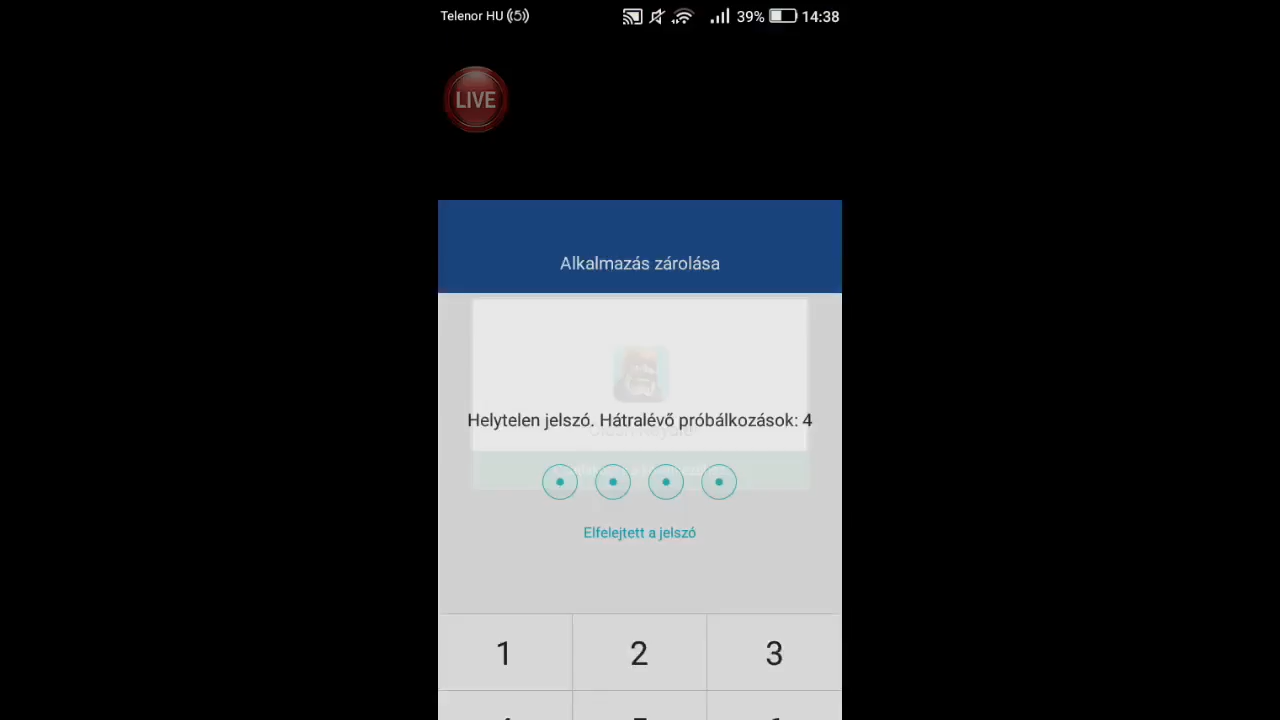 Telenor HU
39% 14:38
LIVE
Alkalmazás zárolása
Helytelen jelszó. Hátralévő próbálkozások: 4
Elfelejtett a jelszó
1 2 3